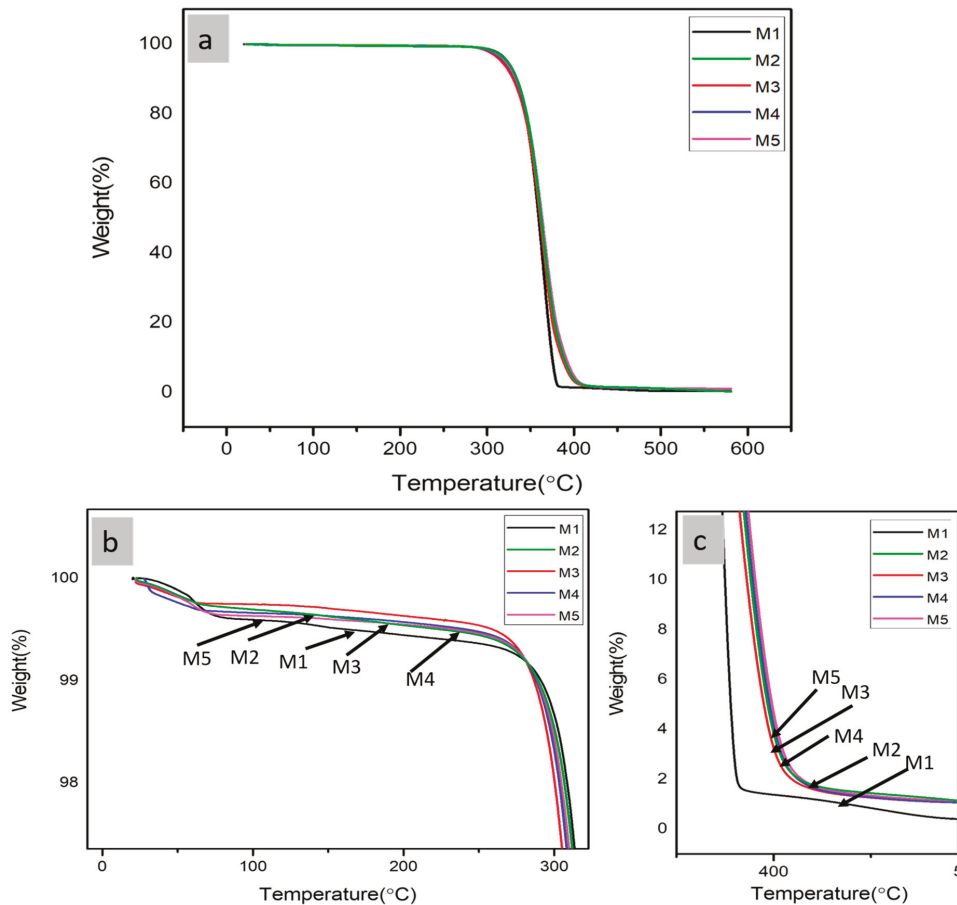 a
M1
M2
M3
M4
M5
100
80
60
40
20
0
Weight(%)
0 100 200 300 400 500 600
Temperature(°C)
b
M1
M2
M3
M4
M5
100
99
98
Weight(%)
M5 M2 M1 M3 M4
0 100 200 300
Temperature(°C)
c
M1
M2
M3
M4
M5
12
10
8
6
4
2
0
Weight(%)
M5 M3
M4 M2 M1
400 5
Temperature(°C)